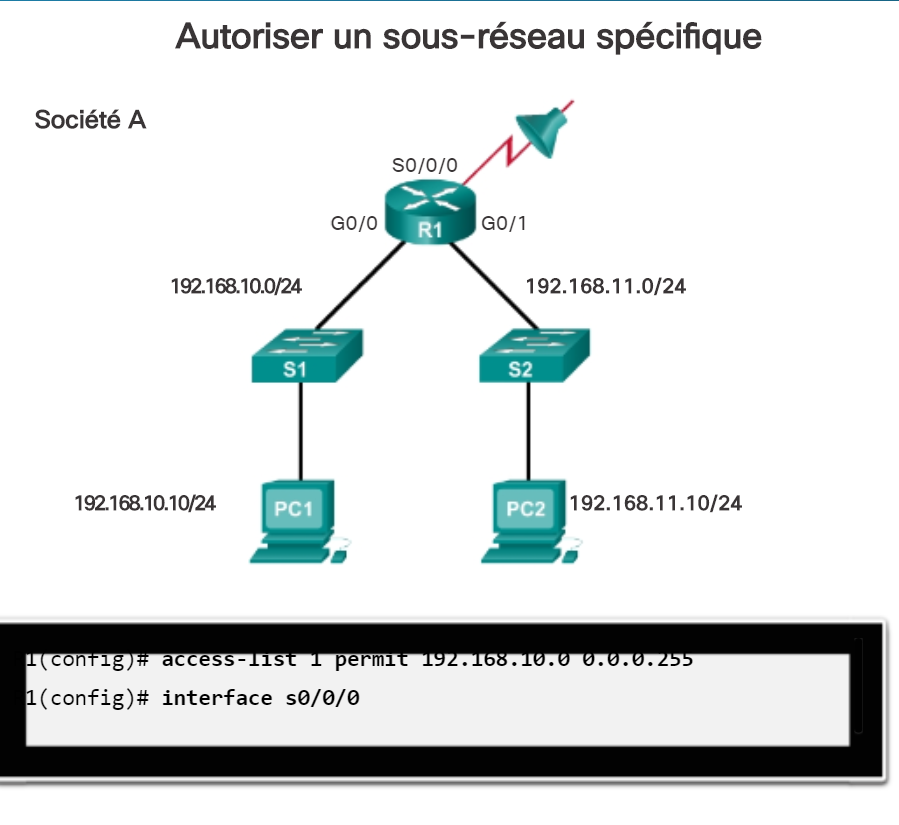 Autoriser un sous-réseau spécifique
Société A
S0/0/0
G0/0
R1
G0/1
192.168.10.0/24
192.168.11.0/24
S1
S2
192.168.10.10/24
PC1
PC2
192.168.11.10/24
1(config)# access-list 1 permit 192.168.10.0 0.0.0.255
1(config)# interface s0/0/0